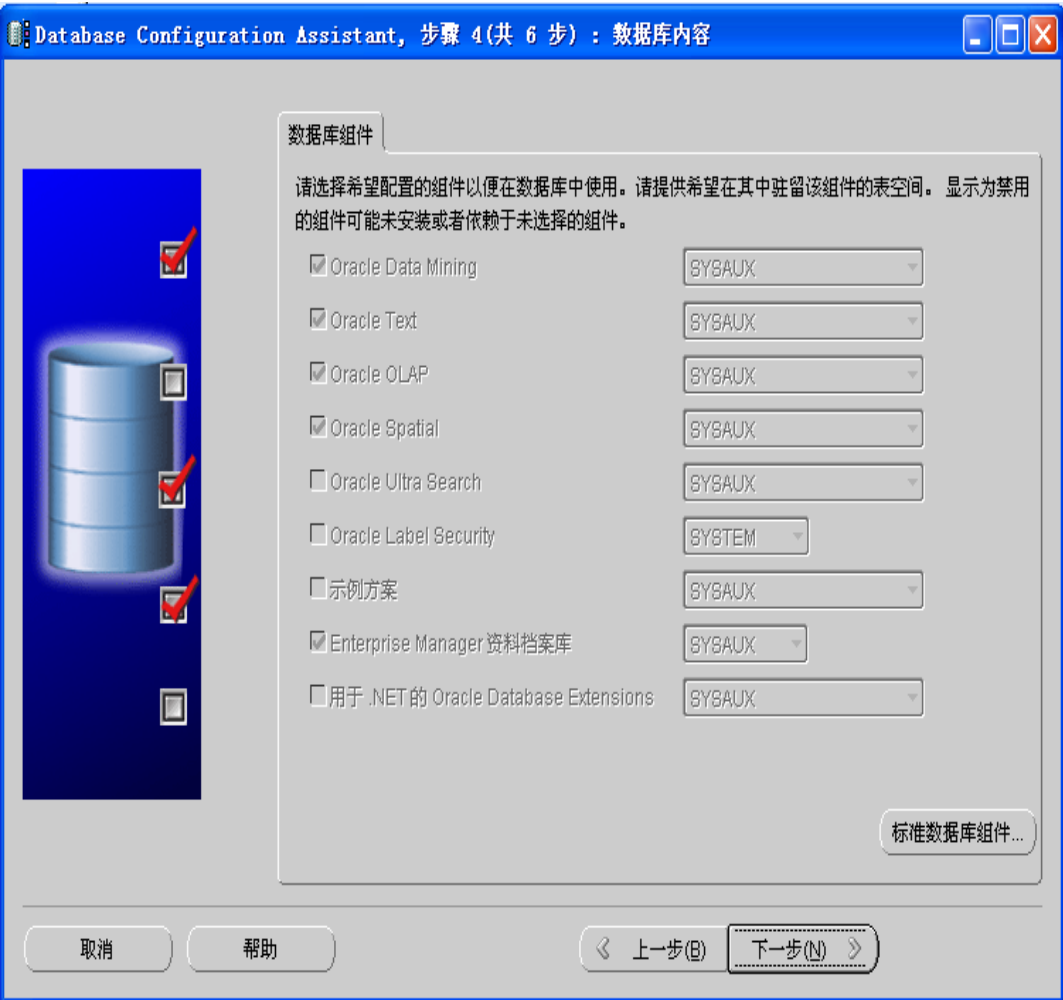 Database Configuration Assistant, 步骤 4(共 6 步) : 数据库内容
数据库组件
请选择希望配置的组件以便在数据库中使用。请提供希望在其中驻留该组件的表空间。 显示为禁用
的组件可能未安装或者依赖于未选择的组件。
Oracle Data Mining SYSAUX
Oracle Text SYSAUX
Oracle OLAP SYSAUX
Oracle Spatial SYSAUX
Oracle Ultra Search SYSAUX
Oracle Label Security SYSTEM
示例方案 SYSAUX
Enterprise Manager 资料档案库 SYSAUX
用于 .NET 的 Oracle Database Extensions SYSAUX
标准数据库组件...
取消 帮助 上一步(B) 下一步(N)